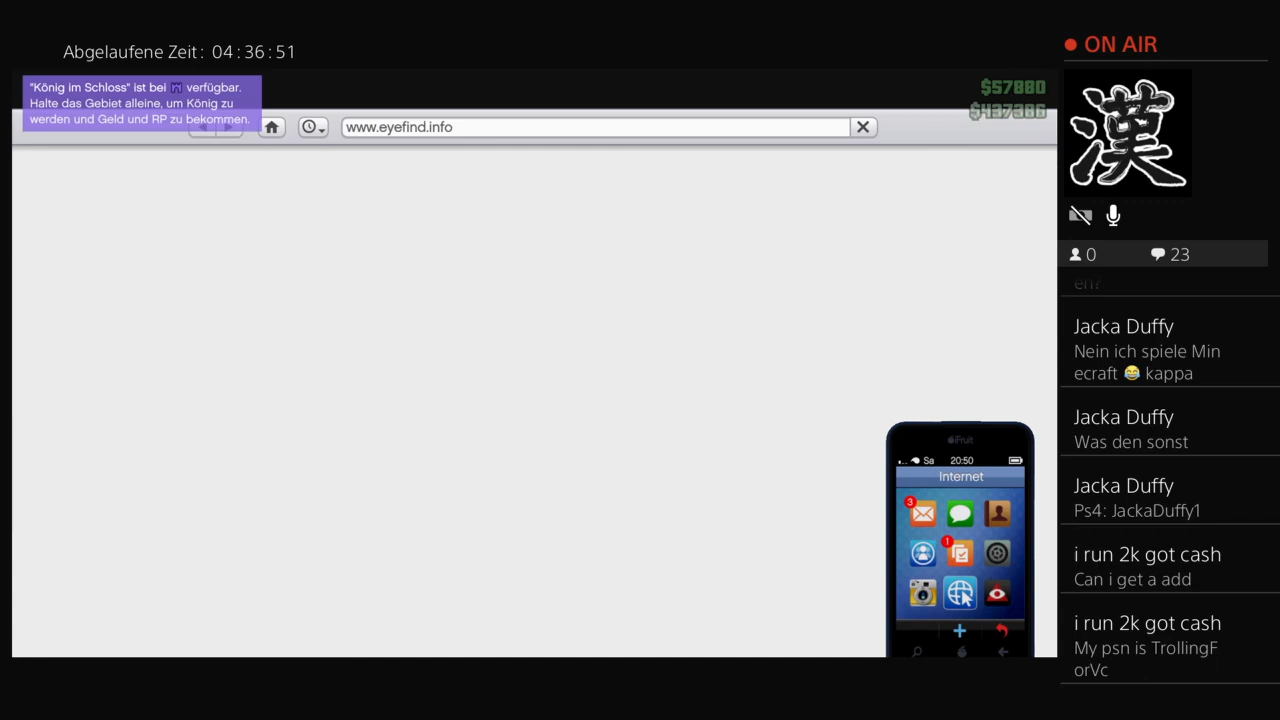 Abgelaufene Zeit: 04:36:51
ON AIR
"König im Schloss" ist bei verfügbar.
Halte das Gebiet alleine, um König zu
werden und Geld und RP zu bekommen.
$57880
$437386
www.eyefind.info
漢
0 23
en?
Jacka Duffy
Nein ich spiele Min
ecraft 😂 kappa
Jacka Duffy
Was den sonst
Jacka Duffy
Ps4: JackaDuffy1
i run 2k got cash
Can i get a add
i run 2k got cash
My psn is TrollingF
orVc
iFruit
Sa 20:50
Internet
3
1